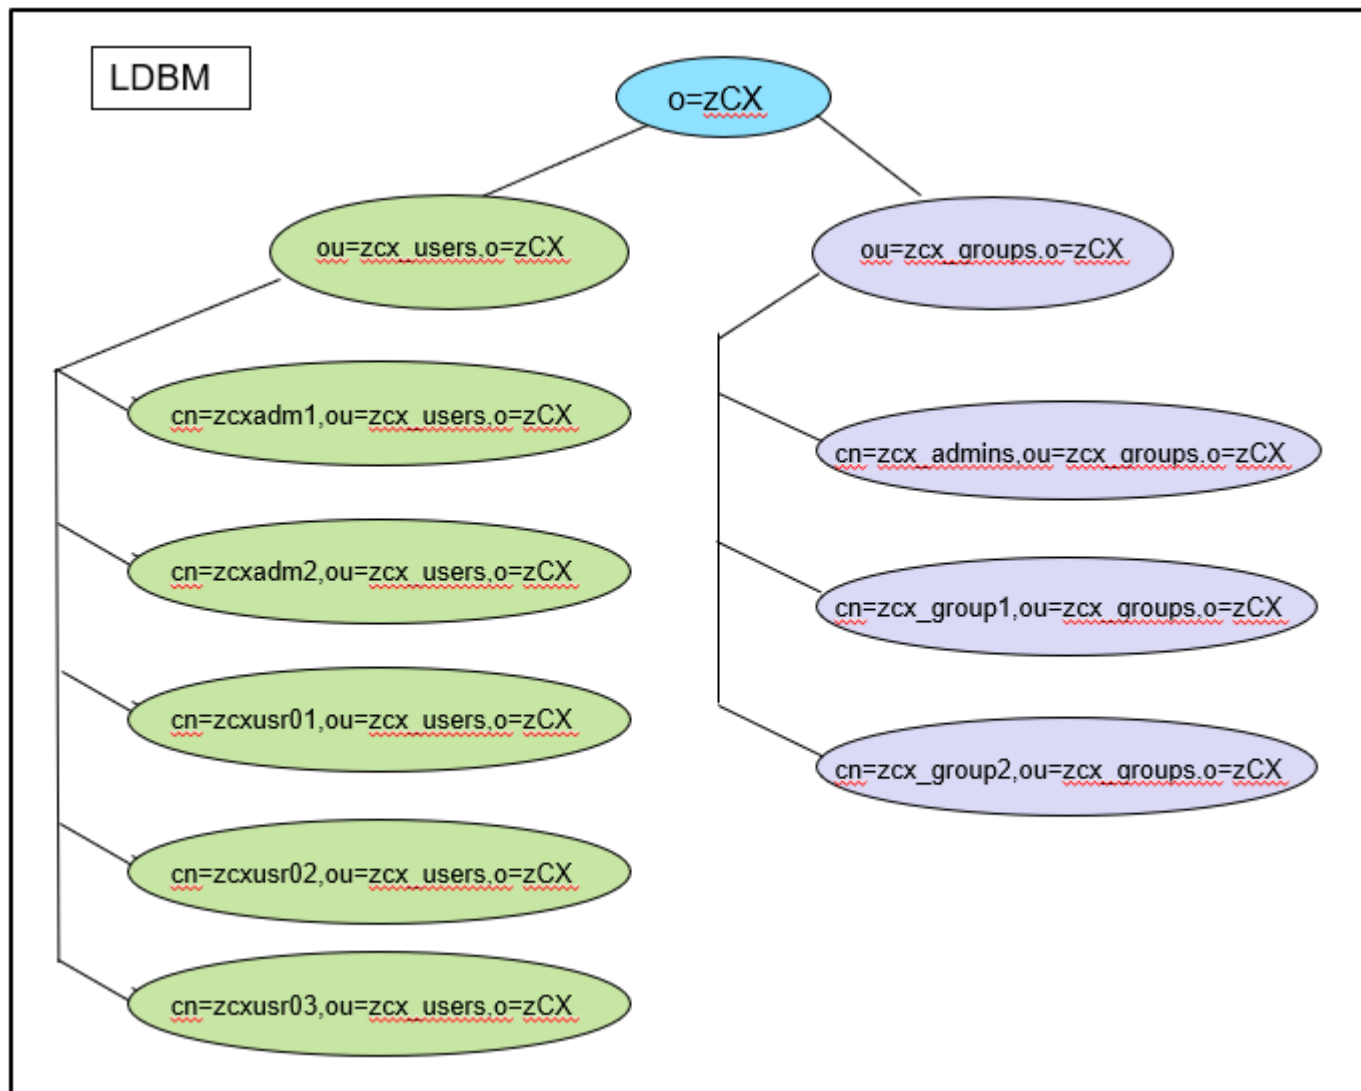 LDBM
o=zCX
ou=zcx_users,o=zCX
ou=zcx_groups,o=zCX
cn=zcxadm1,ou=zcx_users,o=zCX
cn=zcxadm2,ou=zcx_users,o=zCX
cn=zcxusr01,ou=zcx_users,o=zCX
cn=zcxusr02,ou=zcx_users,o=zCX
cn=zcxusr03,ou=zcx_users,o=zCX
cn=zcx_admins,ou=zcx_groups,o=zCX
cn=zcx_group1,ou=zcx_groups,o=zCX
cn=zcx_group2,ou=zcx_groups,o=zCX